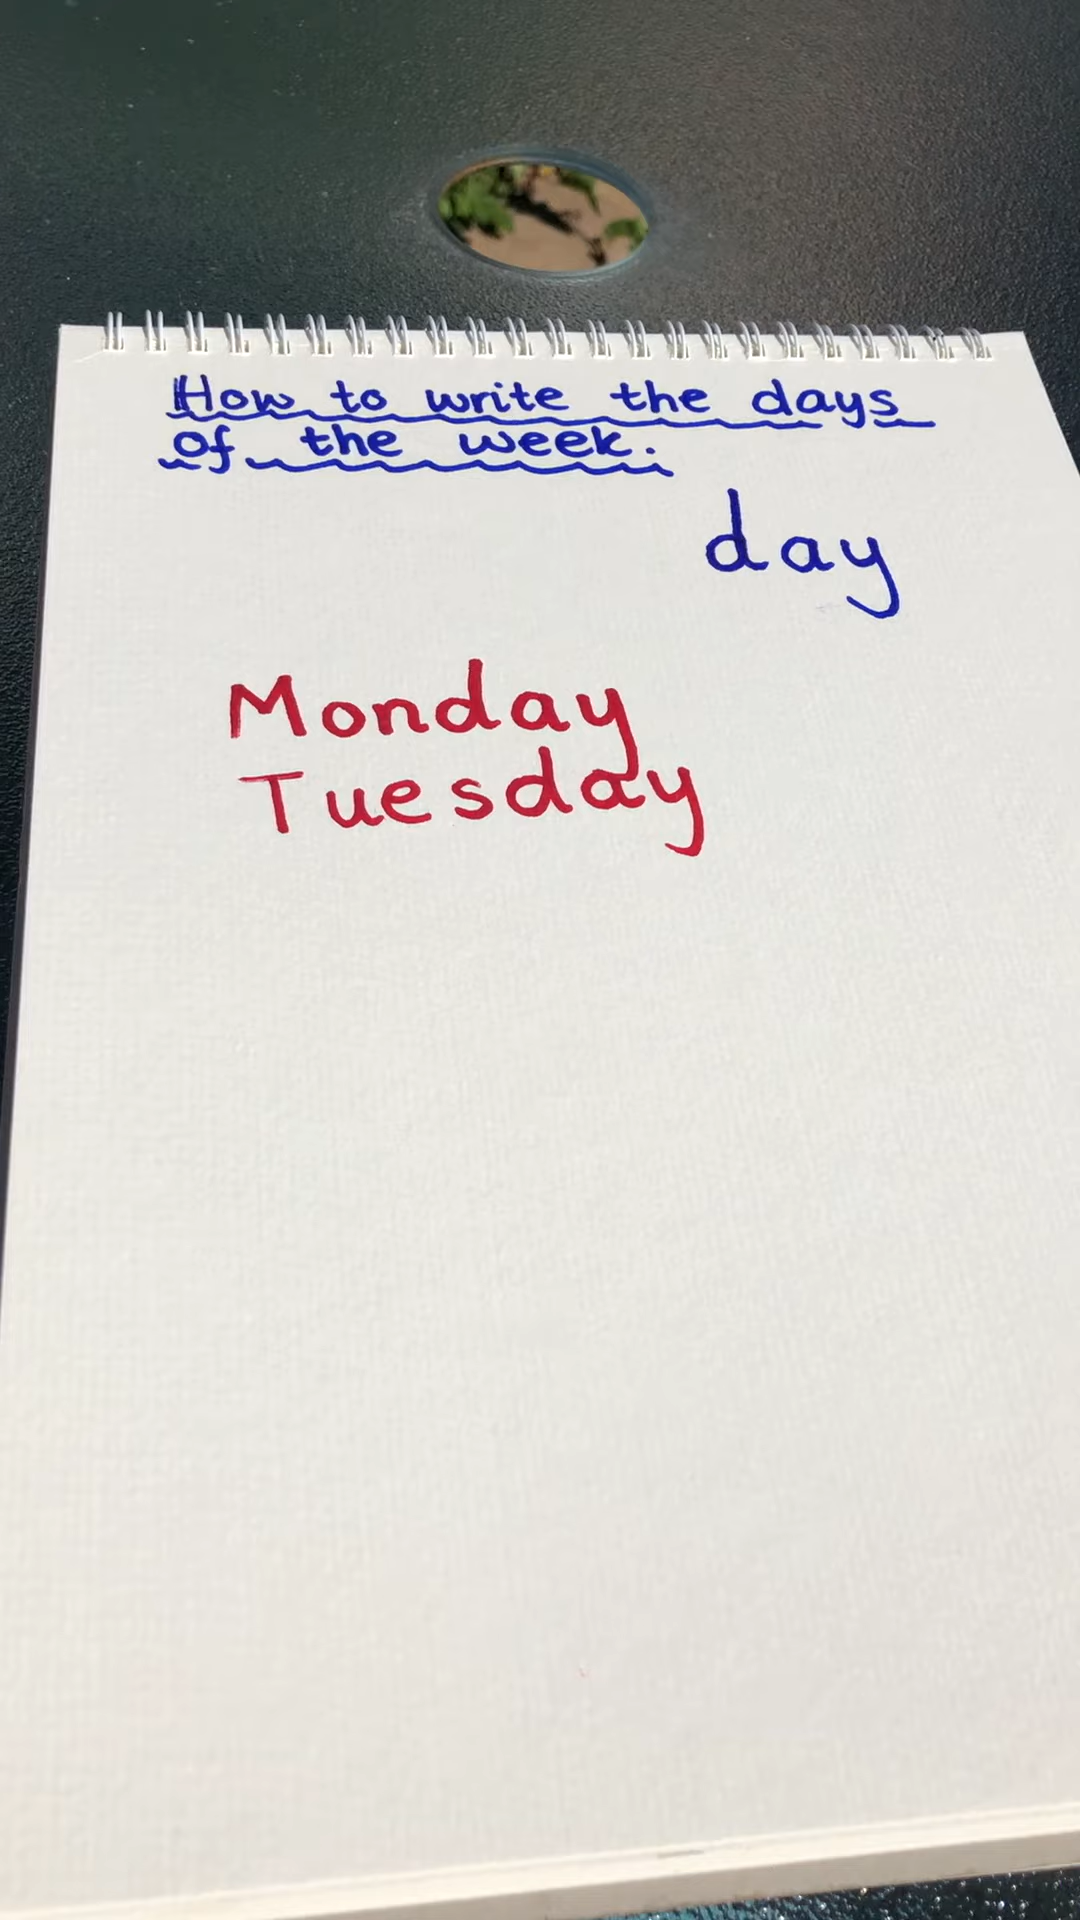 How to write the days
of the week.
day
Monday
Tuesday